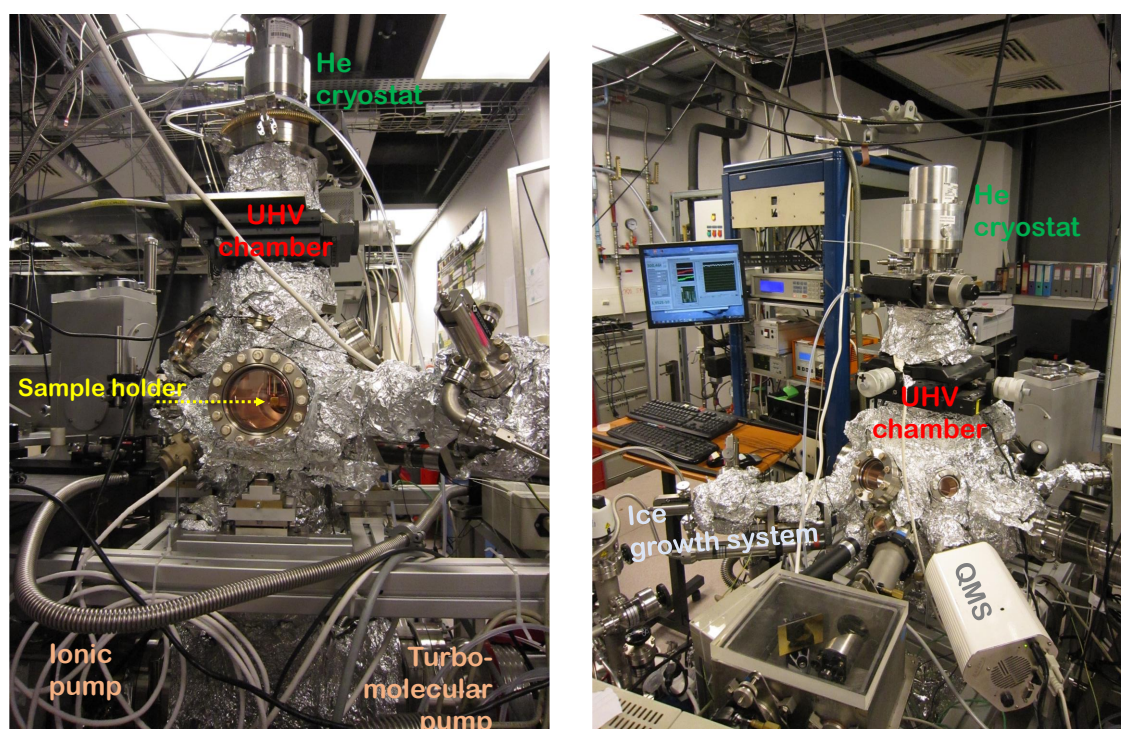 He
cryostat
UHV
chamber
Sample holder
Ionic
pump
Turbo-
molecular
pump
He
cryostat
UHV
chamber
Ice
growth system
QMS